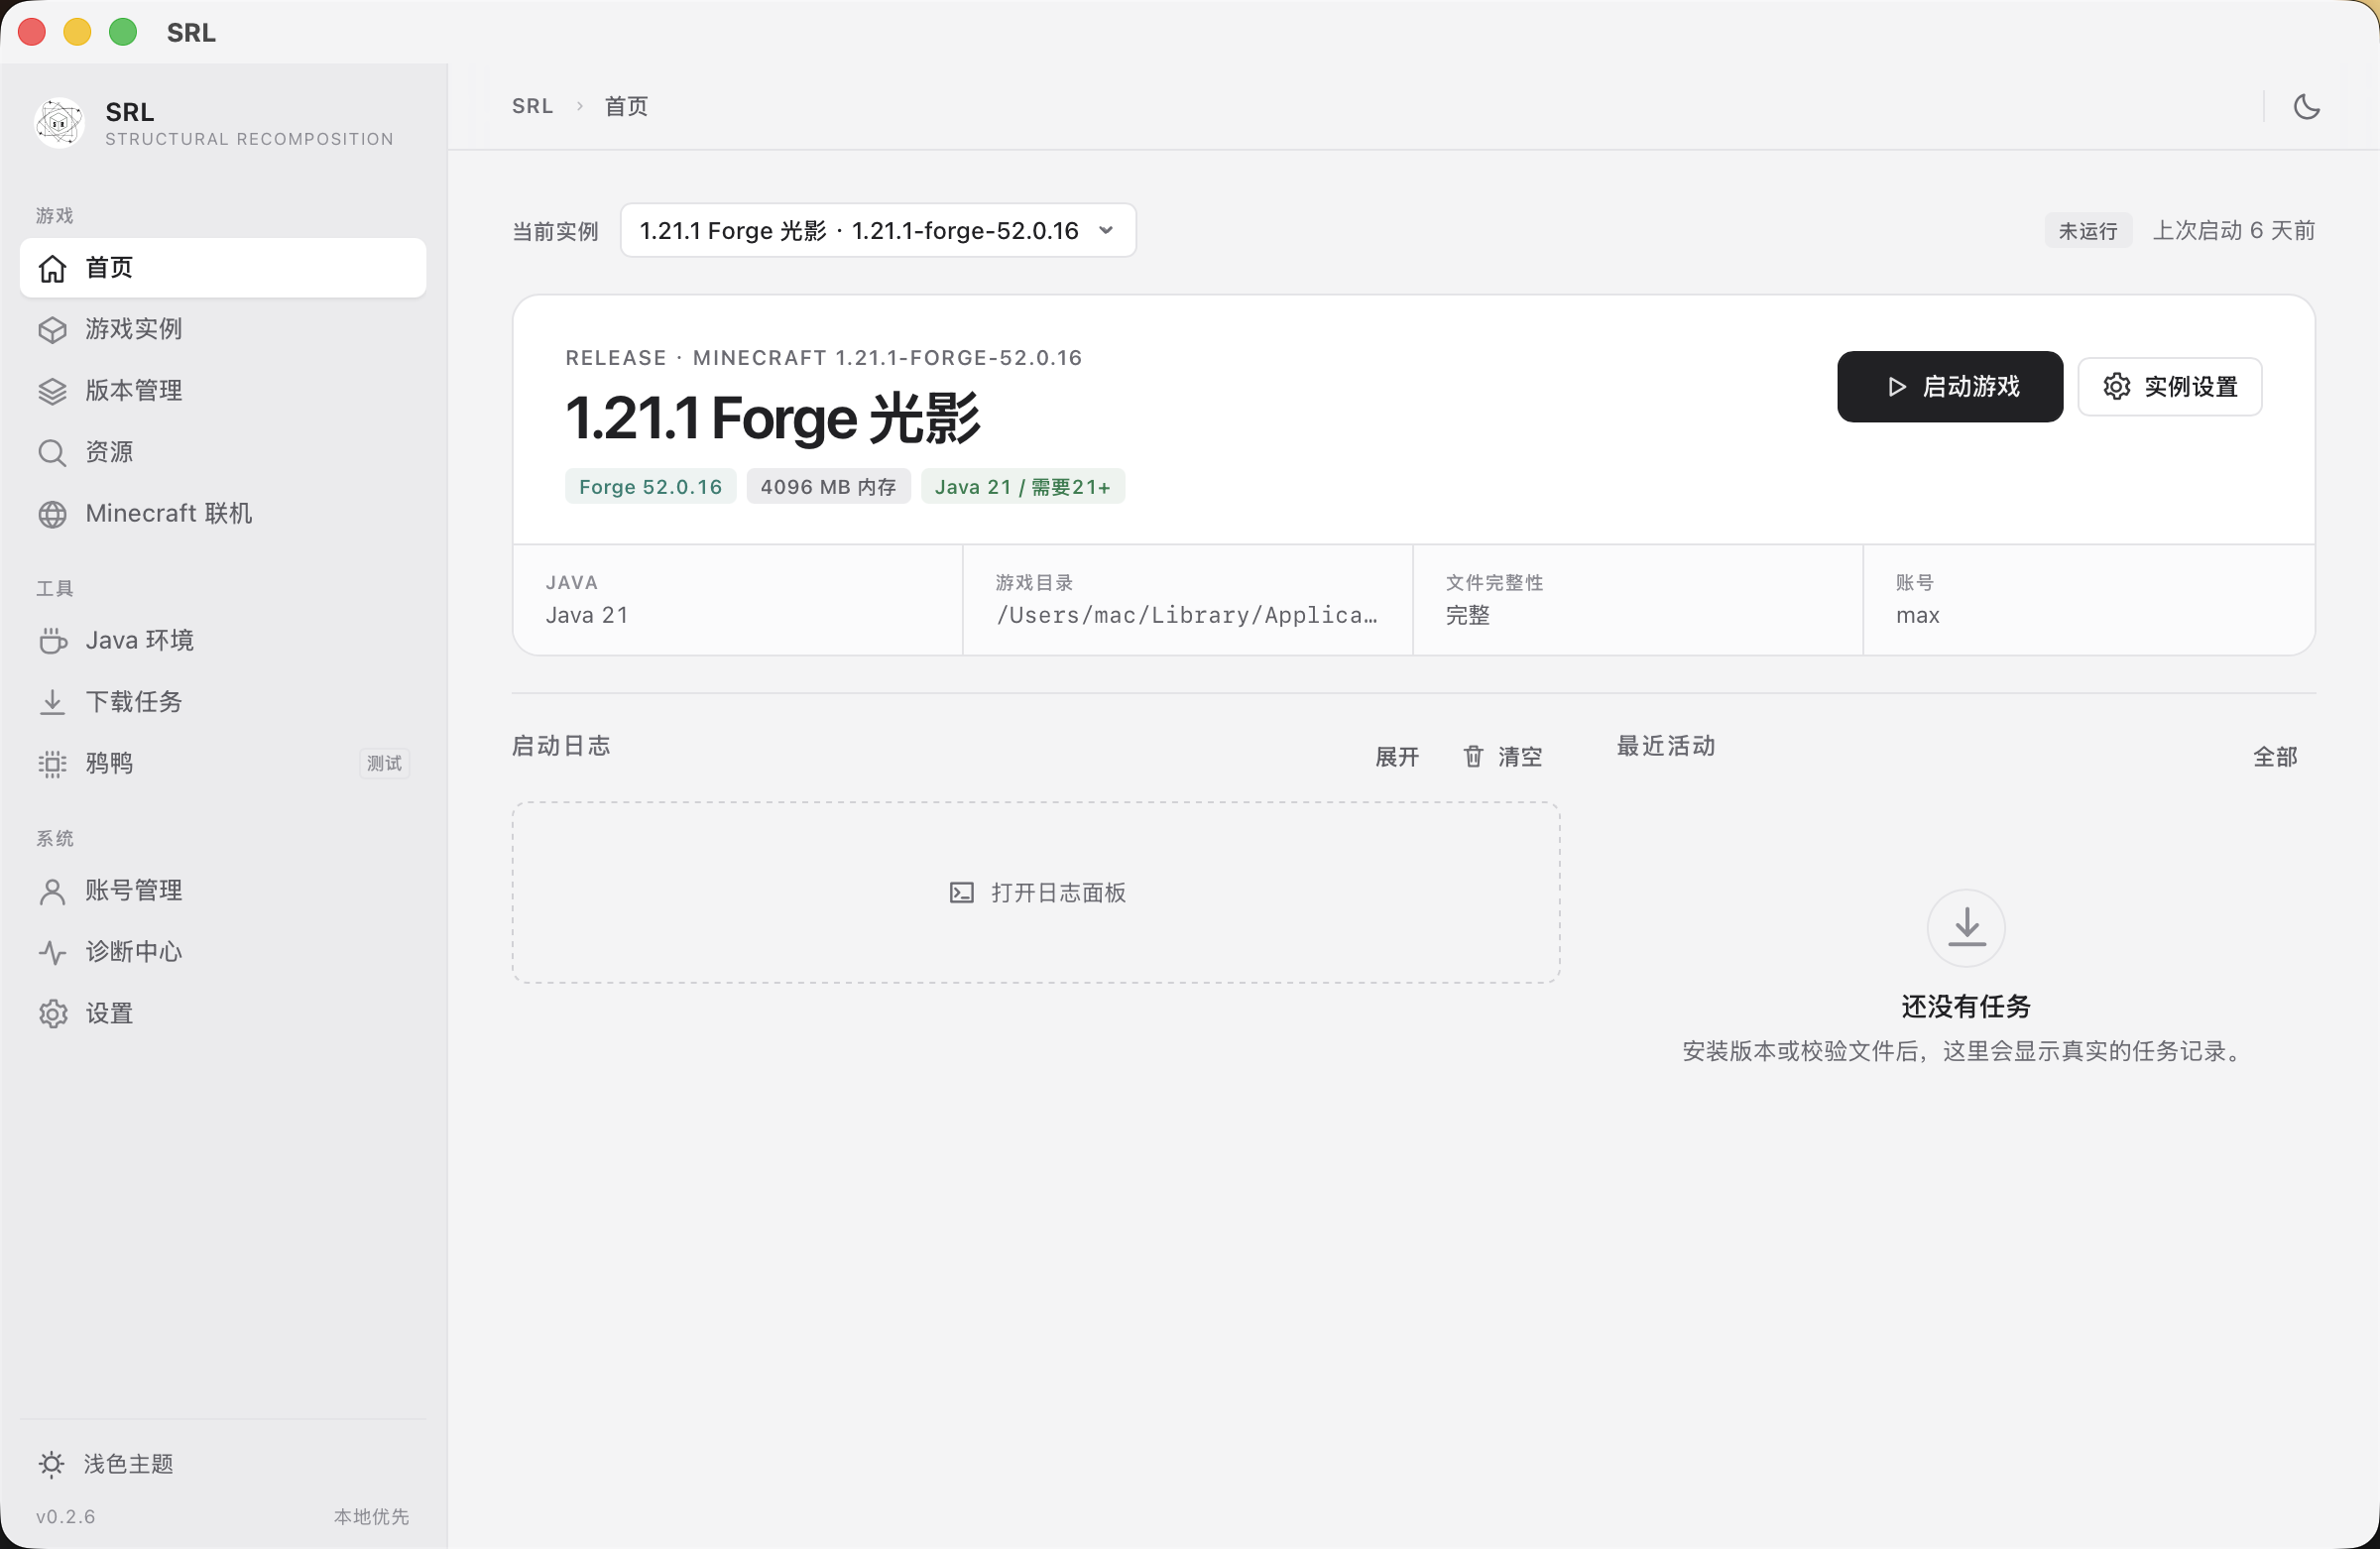 SRL
SRL
STRUCTURAL RECOMPOSITION
游戏
首页
游戏实例
版本管理
资源
Minecraft 联机
工具
Java 环境
下载任务
鸦鸭 测试
系统
账号管理
诊断中心
设置
浅色主题
v0.2.6 本地优先
SRL › 首页
当前实例 1.21.1 Forge 光影 · 1.21.1-forge-52.0.16 未运行 上次启动 6 天前
RELEASE · MINECRAFT 1.21.1-FORGE-52.0.16
1.21.1 Forge 光影
启动游戏 实例设置
Forge 52.0.16 4096 MB 内存 Java 21 / 需要21+
JAVA
Java 21
游戏目录
/Users/mac/Library/Applica…
文件完整性
完整
账号
max
启动日志 展开 清空
打开日志面板
最近活动 全部
还没有任务
安装版本或校验文件后，这里会显示真实的任务记录。